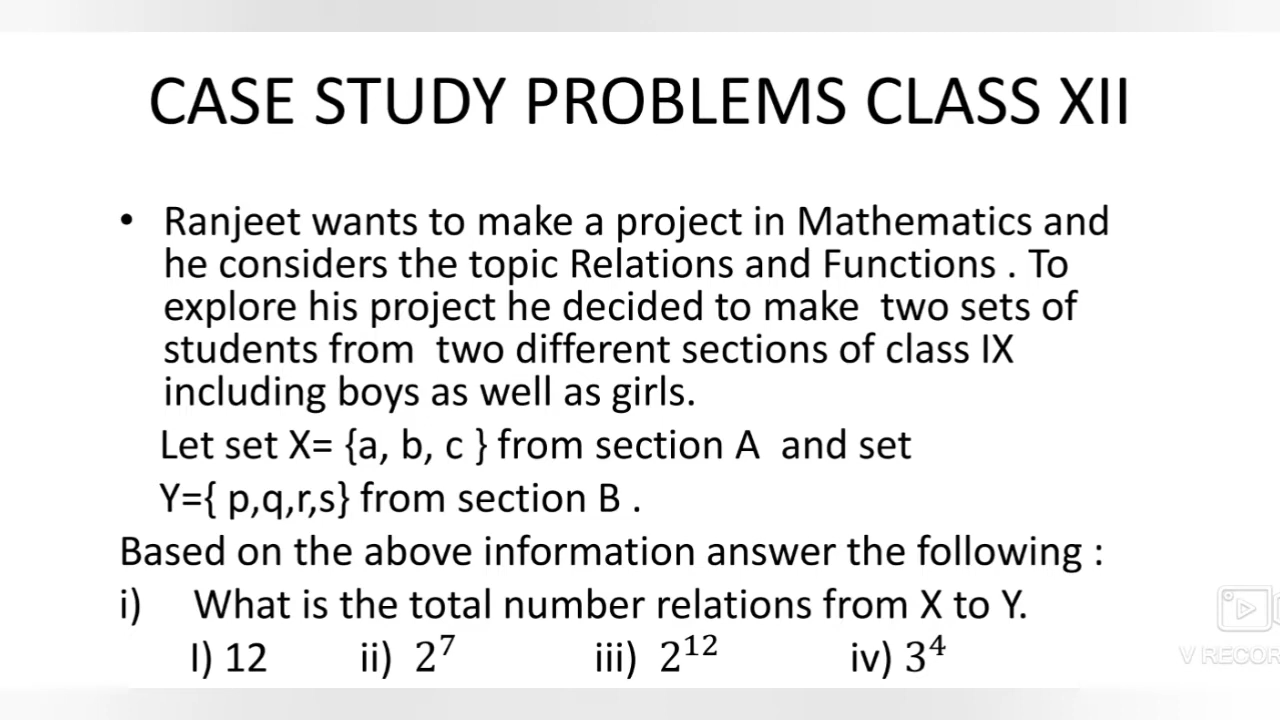 CASE STUDY PROBLEMS CLASS XII
• Ranjeet wants to make a project in Mathematics and
he considers the topic Relations and Functions . To
explore his project he decided to make two sets of
students from two different sections of class IX
including boys as well as girls.
Let set X= {a, b, c } from section A and set
Y={ p,q,r,s} from section B .
Based on the above information answer the following :
i) What is the total number relations from X to Y.
I) 12 ii) 2⁷ iii) 2¹² iv) 3⁴
V RECOR